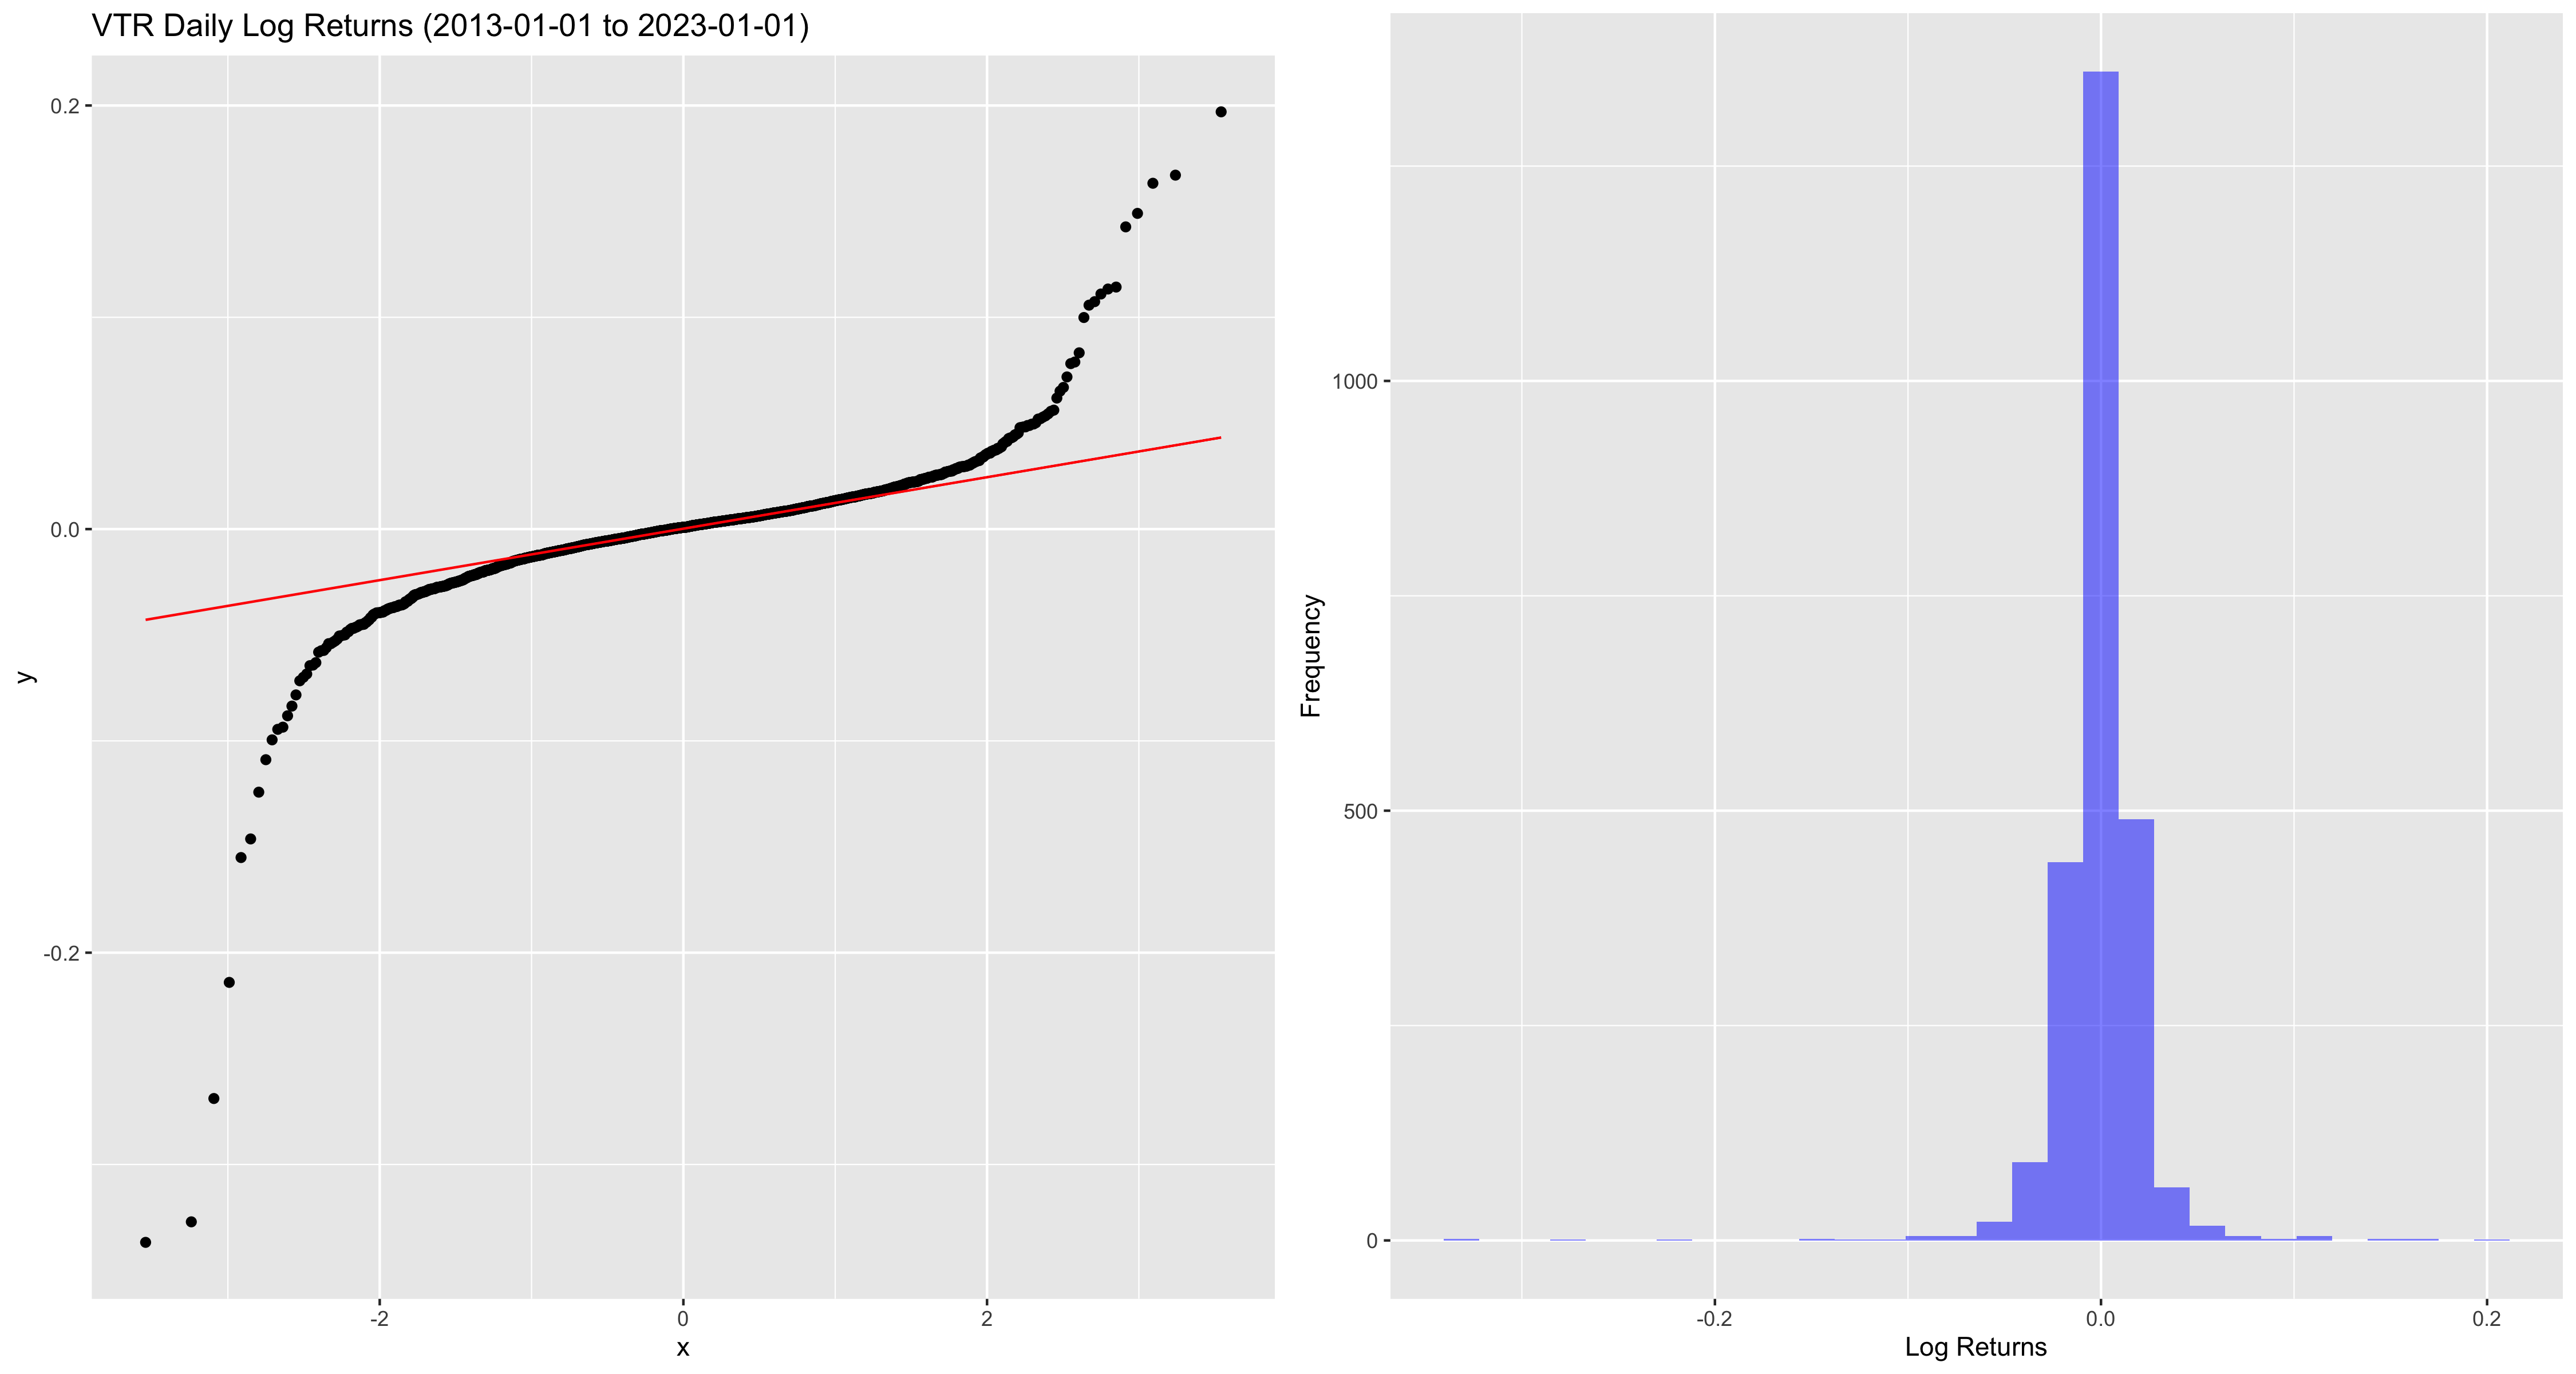 VTR Daily Log Returns (2013-01-01 to 2023-01-01)
0.2
0.0
-0.2
y
-2
0
2
x
1000
500
0
Frequency
-0.2
0.0
0.2
Log Returns